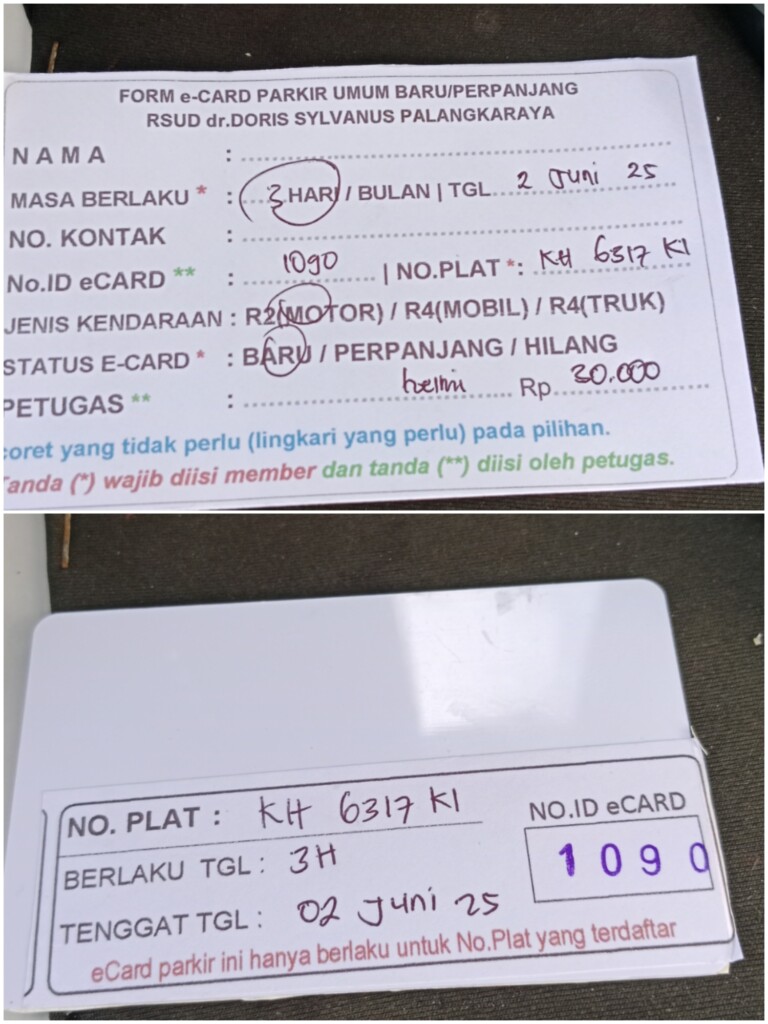 FORM e-CARD PARKIR UMUM BARU/PERPANJANG
RSUD dr.DORIS SYLVANUS PALANGKARAYA
NAMA :
MASA BERLAKU * : 3 HARI / BULAN | TGL 2 Juni 25
NO. KONTAK :
No.ID eCARD ** : 1090 | NO.PLAT *: KH 6317 KI
JENIS KENDARAAN : R2(MOTOR) / R4(MOBIL) / R4(TRUK)
STATUS E-CARD * : BARU / PERPANJANG / HILANG
PETUGAS ** : helmi Rp. 30.000
coret yang tidak perlu (lingkari yang perlu) pada pilihan.
Tanda (*) wajib diisi member dan tanda (**) diisi oleh petugas.
NO. PLAT : KH 6317 KI
BERLAKU TGL : 3H
TENGGAT TGL : 02 Juni 25
NO.ID eCARD
1090
eCard parkir ini hanya berlaku untuk No.Plat yang terdaftar